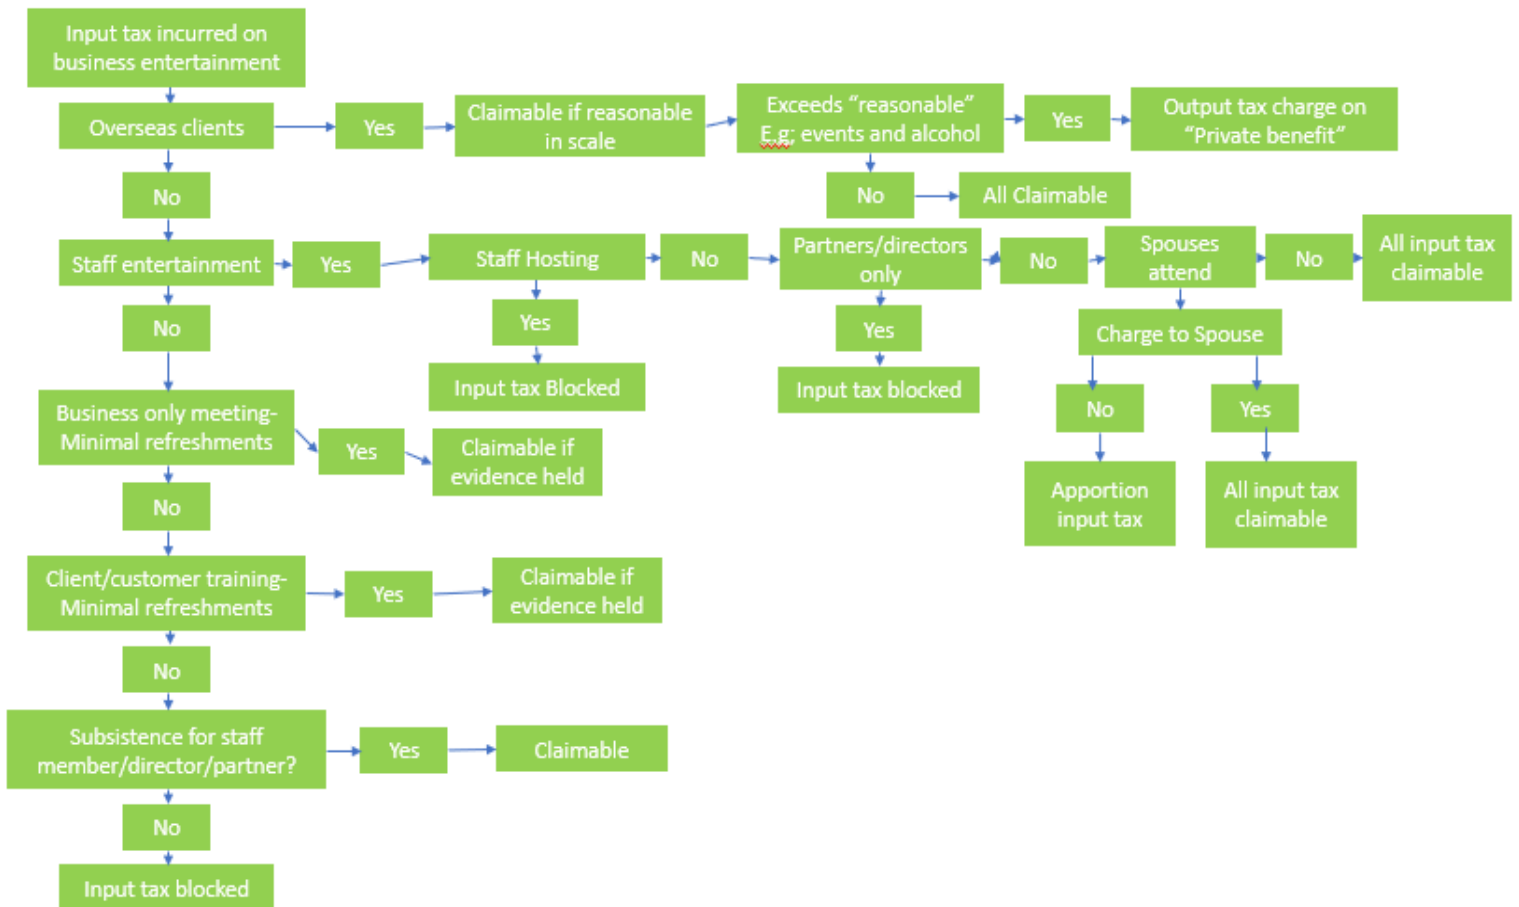 Input tax incurred on
business entertainment
Overseas clients
Yes
Claimable if reasonable
in scale
Exceeds “reasonable”
E.g; events and alcohol
Yes
Output tax charge on
“Private benefit”
No
No
All Claimable
Staff entertainment
Yes
Staff Hosting
No
Partners/directors
only
No
Spouses
attend
No
All input tax
claimable
No
Yes
Yes
Charge to Spouse
Input tax Blocked
Input tax blocked
No
Yes
Business only meeting-
Minimal refreshments
Yes
Claimable if
evidence held
Apportion
input tax
All input tax
claimable
No
Client/customer training-
Minimal refreshments
Yes
Claimable if
evidence held
No
Subsistence for staff
member/director/partner?
Yes
Claimable
No
Input tax blocked